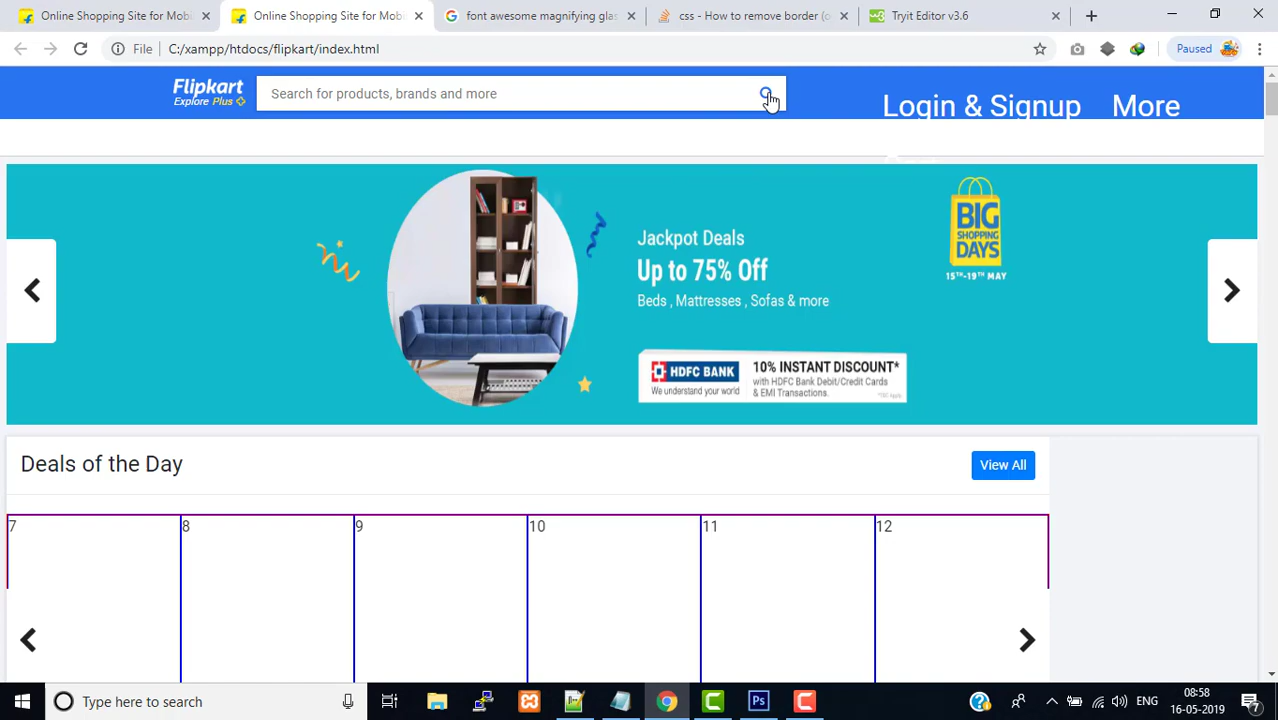 Online Shopping Site for Mobi
Online Shopping Site for Mobi
font awesome magnifying glas
css - How to remove border (o
Tryit Editor v3.6
File
C:/xampp/htdocs/flipkart/index.html
Paused
Flipkart
Explore Plus
Search for products, brands and more
Login & Signup
More
Jackpot Deals
Up to 75% Off
Beds , Mattresses , Sofas & more
BIG
SHOPPING
DAYS
15TH-19TH MAY
HDFC BANK
We understand your world
10% INSTANT DISCOUNT*
with HDFC Bank Debit/Credit Cards
& EMI Transactions.
Deals of the Day
View All
7
8
9
10
11
12
Type here to search
ENG
08:58
16-05-2019
7